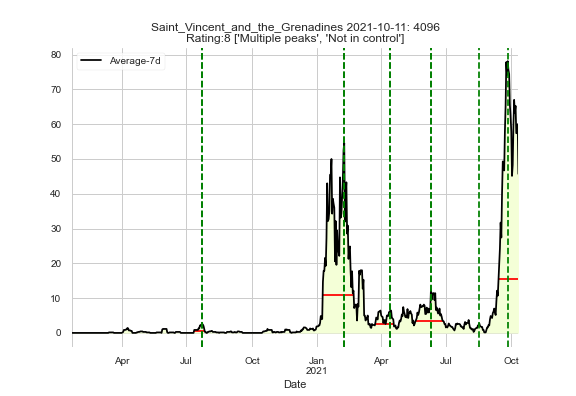 Saint_Vincent_and_the_Grenadines 2021-10-11: 4096
Rating:8 ['Multiple peaks', 'Not in control']
Average-7d
80
70
60
50
40
30
20
10
0
Apr Jul Oct Jan Apr Jul Oct
2021
Date